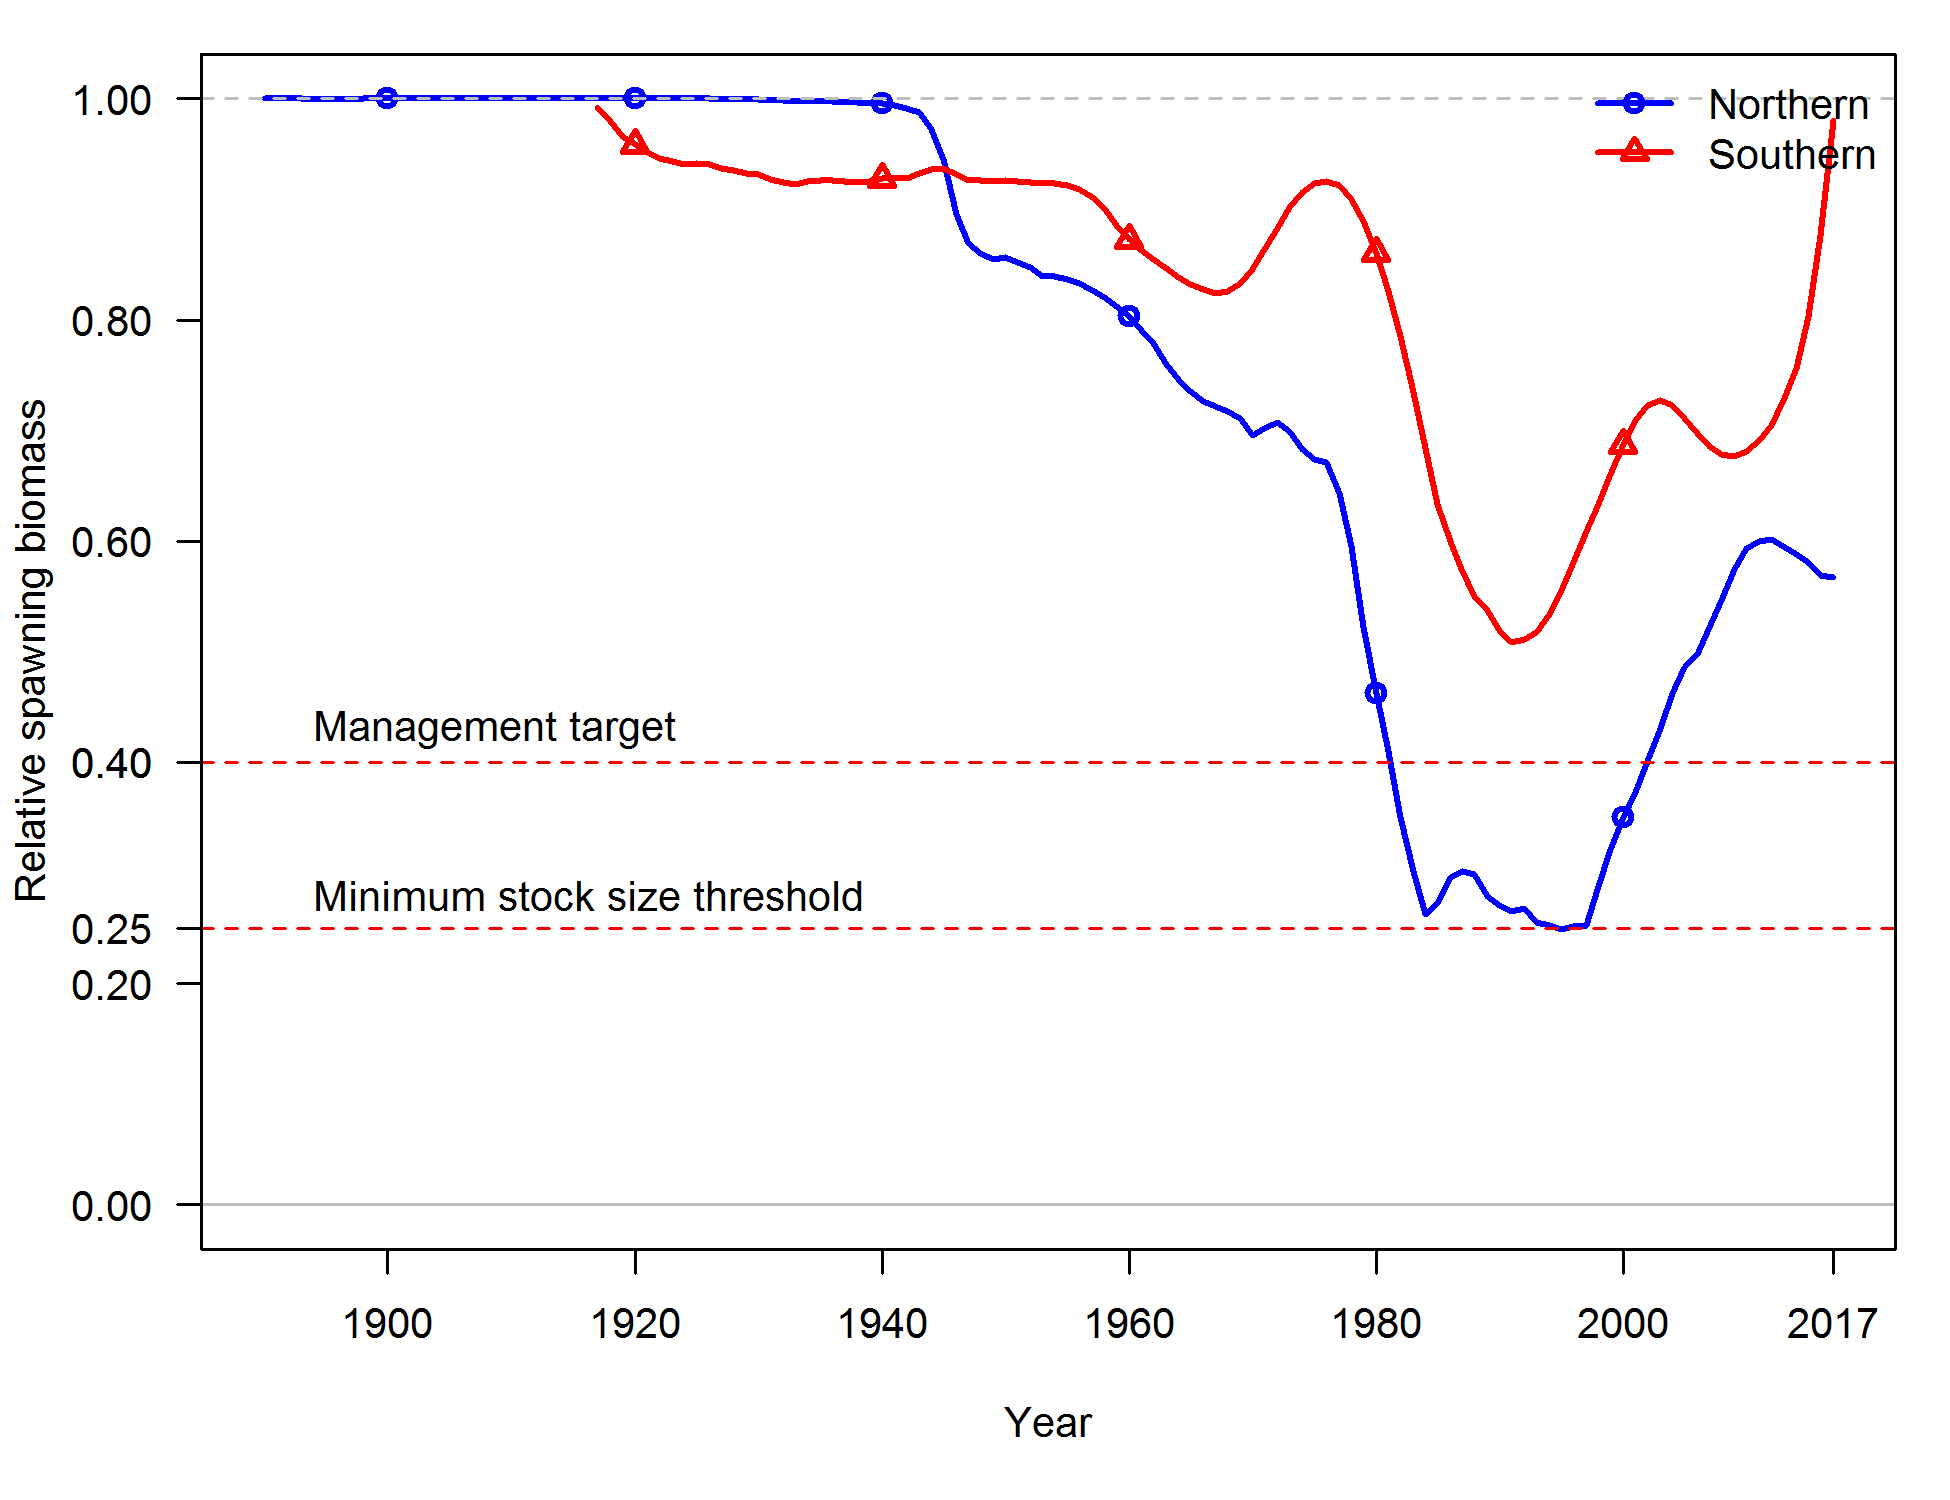 Northern
Southern
1.00
0.80
0.60
0.40
0.25
0.20
0.00
Relative spawning biomass
Management target
Minimum stock size threshold
1900
1920
1940
1960
1980
2000
2017
Year